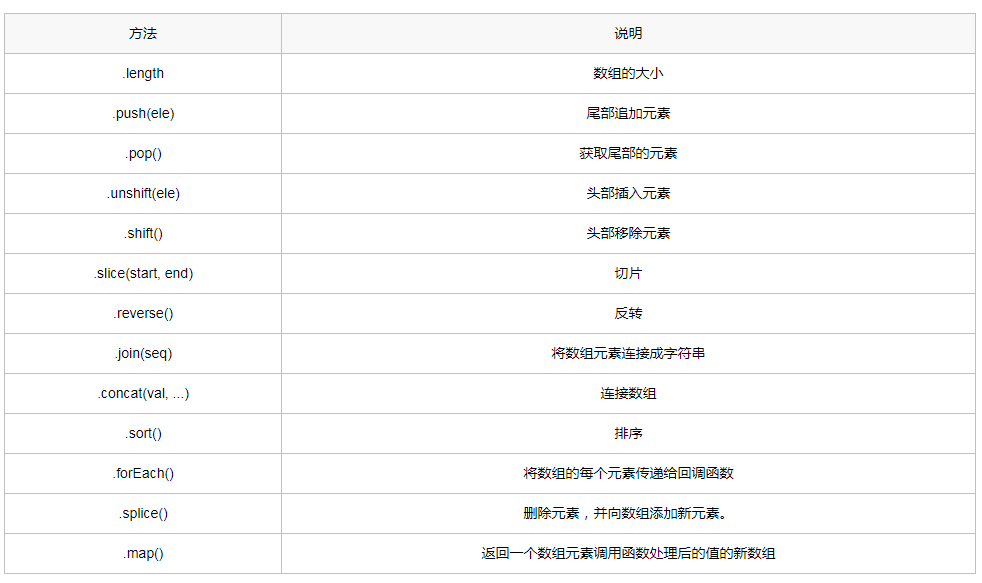 方法 说明
.length 数组的大小
.push(ele) 尾部追加元素
.pop() 获取尾部的元素
.unshift(ele) 头部插入元素
.shift() 头部移除元素
.slice(start, end) 切片
.reverse() 反转
.join(seq) 将数组元素连接成字符串
.concat(val, ...) 连接数组
.sort() 排序
.forEach() 将数组的每个元素传递给回调函数
.splice() 删除元素，并向数组添加新元素。
.map() 返回一个数组元素调用函数处理后的值的新数组